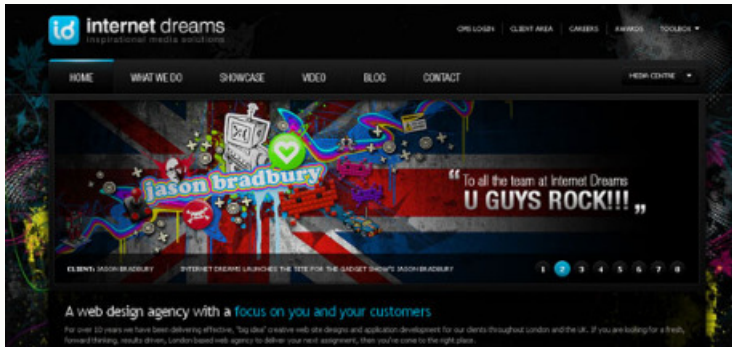 internet dreams
inspirational media solutions
CMS LOGIN
CLIENT AREA
CAREERS
AWARDS
TOOLBOX
HOME
WHAT WE DO
SHOWCASE
VIDEO
BLOG
CONTACT
MEDIA CENTRE
jason bradbury
“ To all the team at Internet Dreams
U GUYS ROCK!!! „
CLIENT: JASON BRADBURY INTERNET DREAMS LAUNCHES THE SITE FOR THE GADGET SHOW'S JASON BRADBURY
1 2 3 4 5 6 7 8
A web design agency with a focus on you and your customers
For over 10 years we have been delivering effective, "big idea" creative web site designs and application development for our clients throughout London and the UK. If you are looking for a fresh,
forward thinking, results driven, London based web agency to deliver your next assignment, then you've come to the right place.